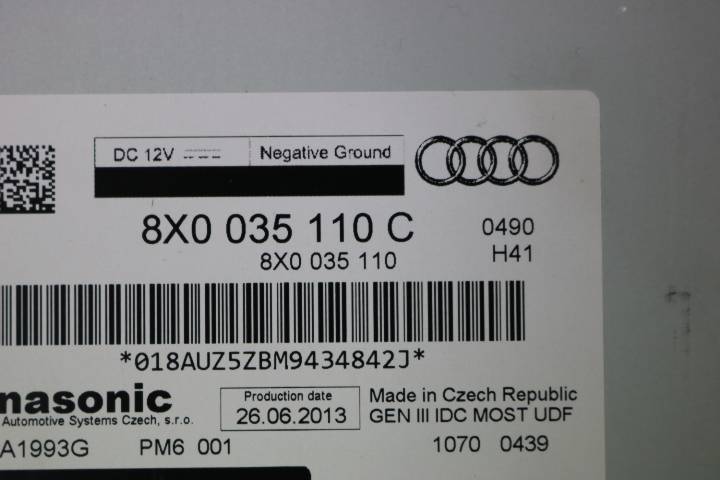 DC 12V Negative Ground
8X0 035 110 C 0490
8X0 035 110 H41
*018AUZ5ZBM9434842J*
nasonic Production date Made in Czech Republic
Automotive Systems Czech, s.r.o. 26.06.2013 GEN III IDC MOST UDF
A1993G PM6 001 1070 0439